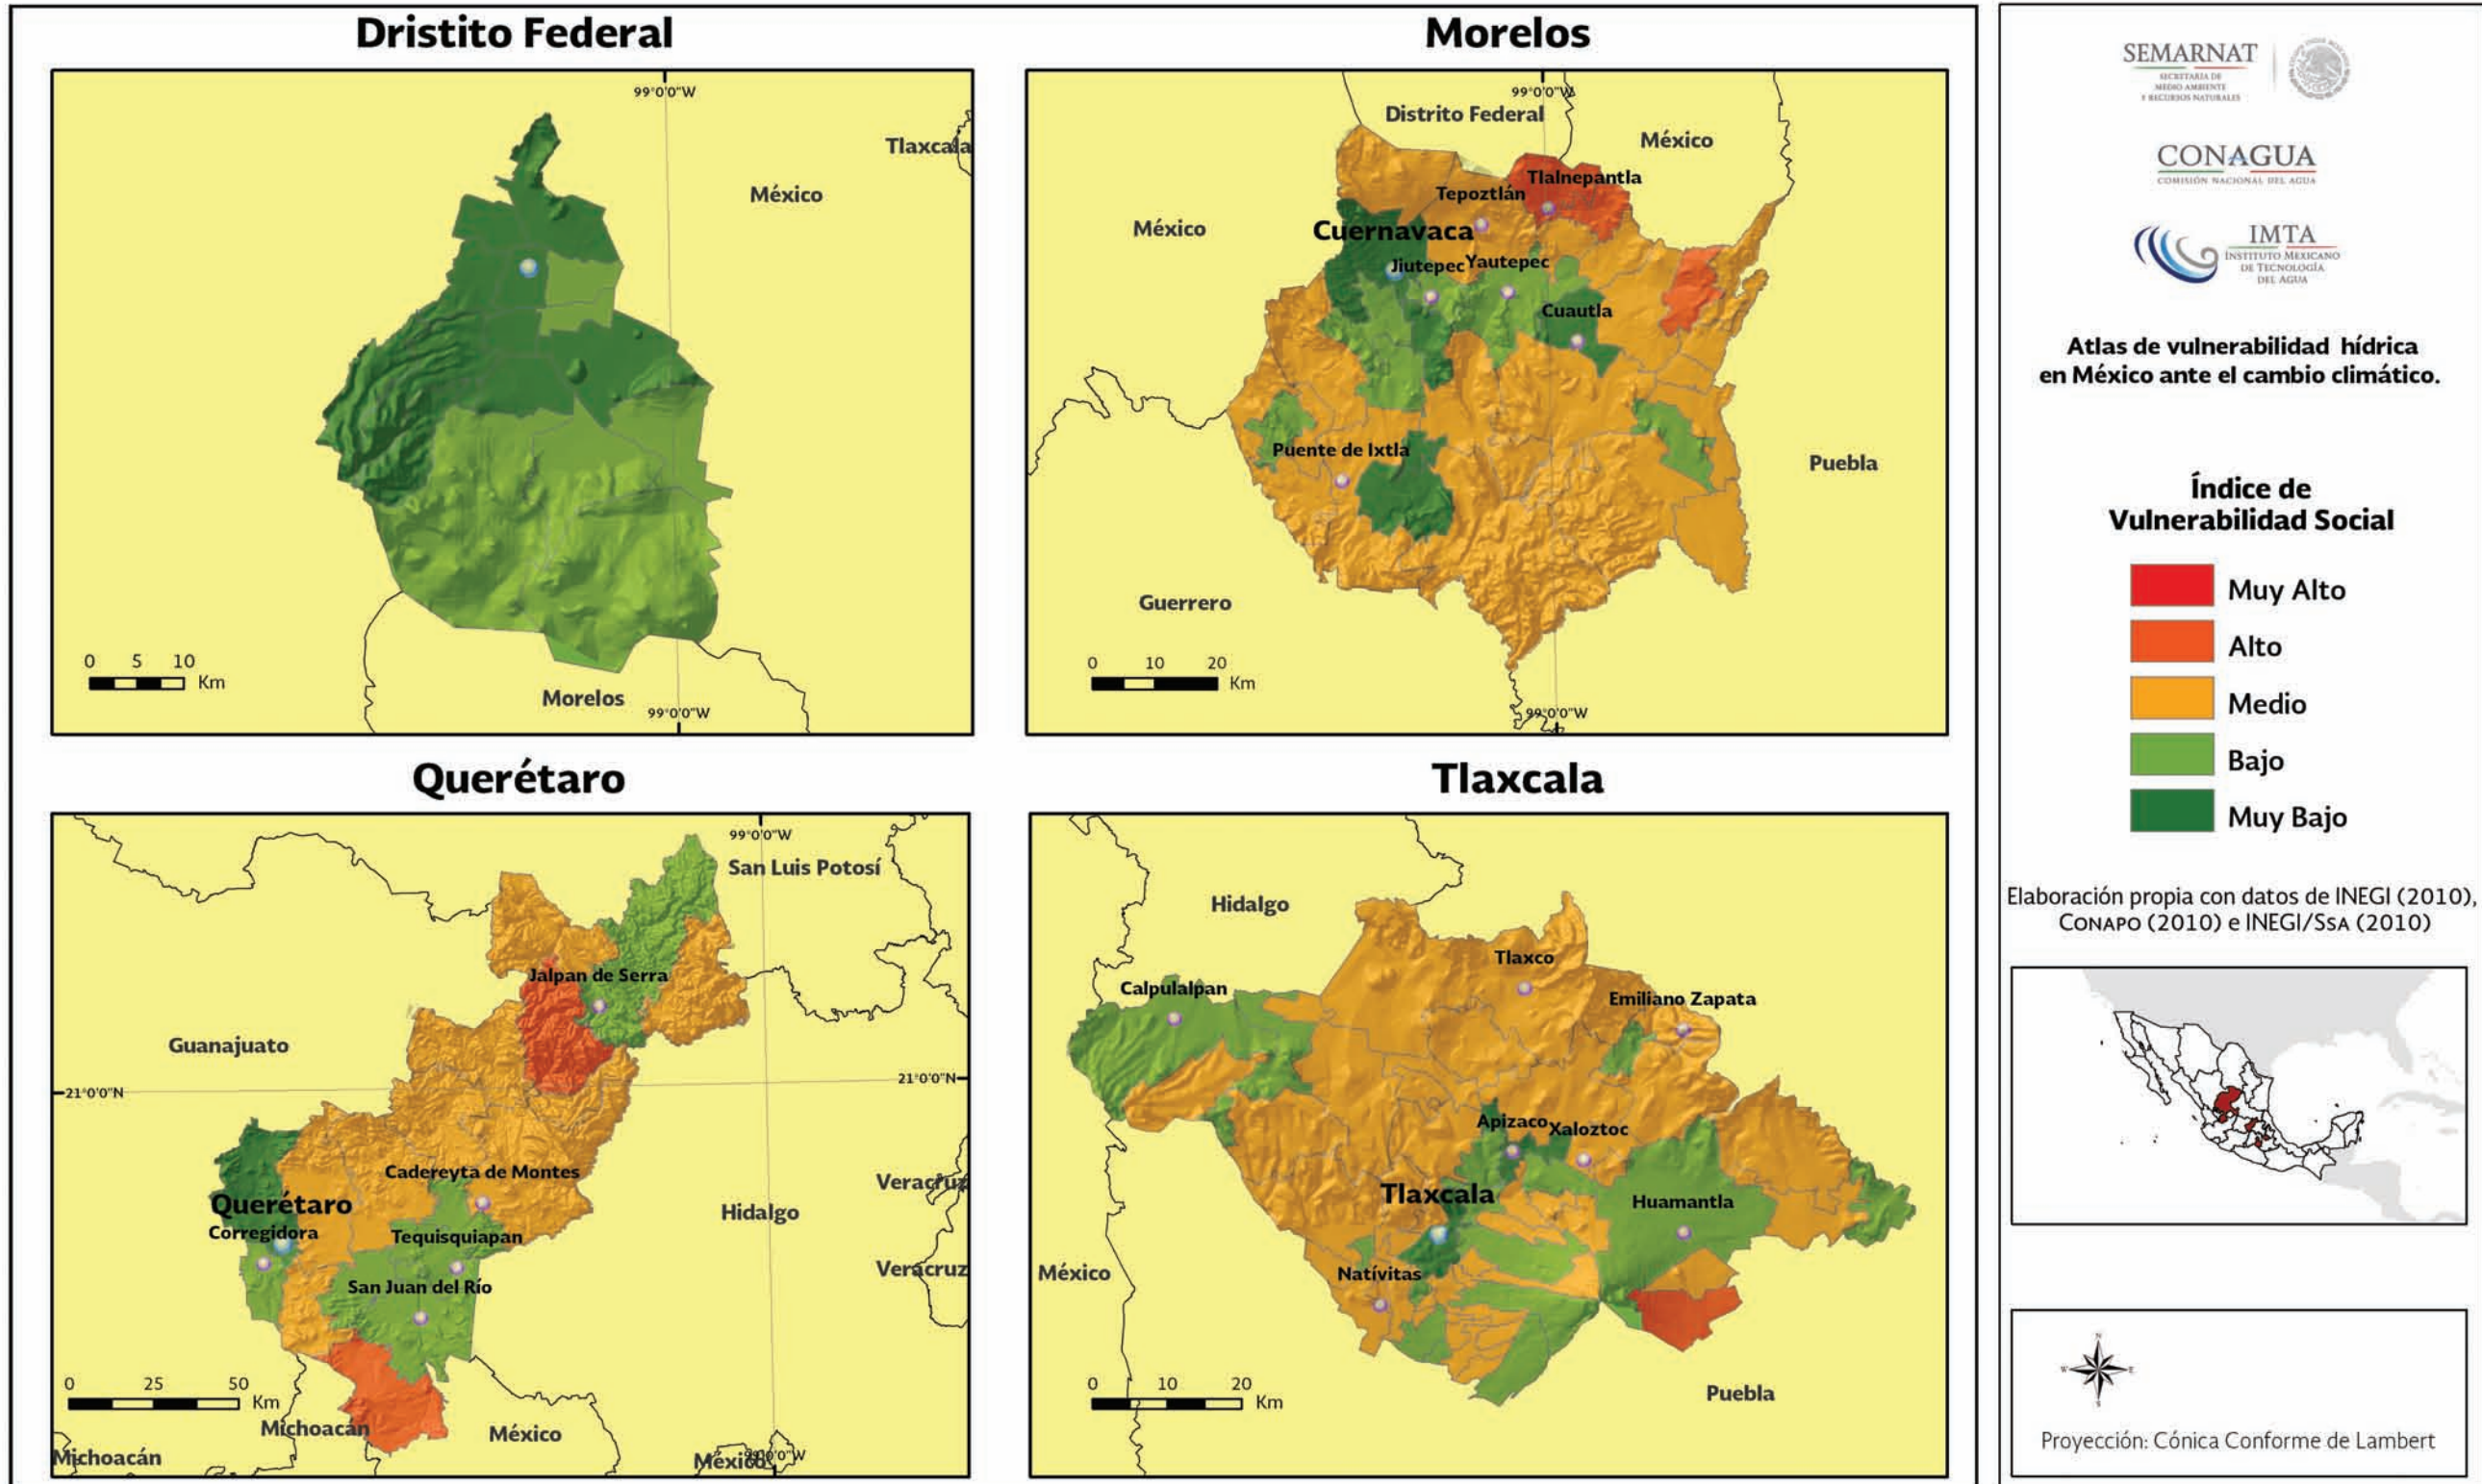 Dristito Federal
99°0'0"W
Tlaxcala
México
0 5 10
Km
Morelos
99°0'0"W
Morelos
99°0'0"W
Distrito Federal
México
Tlalnepantla
Tepoztlán
México
Cuernavaca
Jiutepec
Yautepec
Cuautla
Puente de Ixtla
Puebla
Guerrero
0 10 20
Km
99°0'0"W
Querétaro
99°0'0"W
San Luis Potosí
Jalpan de Serra
Guanajuato
21°0'0"N
21°0'0"N
Cadereyta de Montes
Veracruz
Querétaro
Hidalgo
Corregidora
Tequisquiapan
Veracruz
San Juan del Río
0 25 50
Km
Michoacán
México
Michoacán
México
99°0'0"W
Tlaxcala
Hidalgo
Tlaxco
Calpulalpan
Emiliano Zapata
Apizaco
Xaloztoc
Tlaxcala
Huamantla
México
Natívitas
0 10 20
Km
Puebla
SEMARNAT
SECRETARÍA DE
MEDIO AMBIENTE
Y RECURSOS NATURALES
CONAGUA
COMISIÓN NACIONAL DEL AGUA
IMTA
INSTITUTO MEXICANO
DE TECNOLOGÍA
DEL AGUA
Atlas de vulnerabilidad hídrica
en México ante el cambio climático.
Índice de
Vulnerabilidad Social
Muy Alto
Alto
Medio
Bajo
Muy Bajo
Elaboración propia con datos de INEGI (2010),
CONAPO (2010) e INEGI/SSA (2010)
N
W E
S
Proyección: Cónica Conforme de Lambert